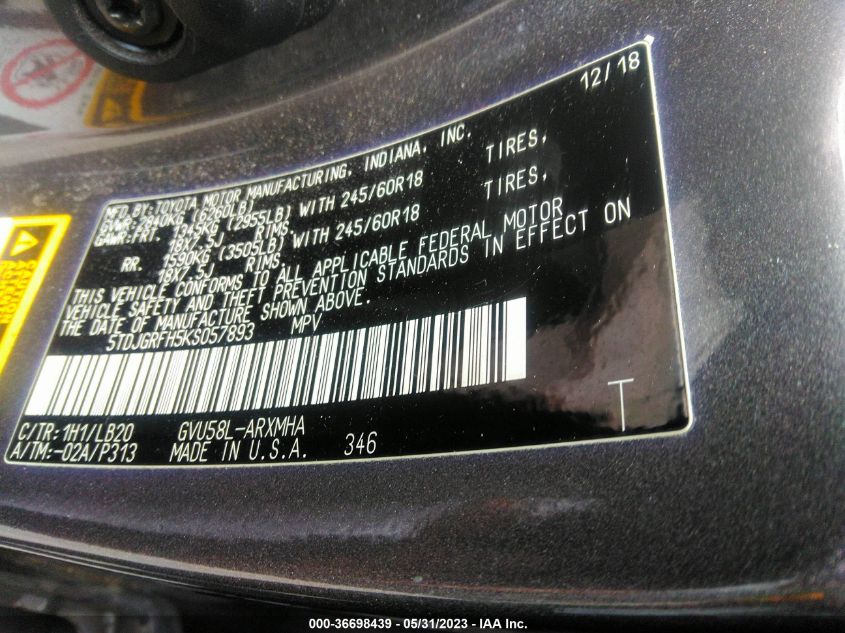 12/18
MFD.BY:TOYOTA MOTOR MANUFACTURING, INDIANA, INC.
GVWR:2840KG (6260LB)
GAWR:FRT. 1345KG (2955LB) WITH 245/60R18 TIRES,
18X7.5J RIMS,
RR. 1590KG (3505LB) WITH 245/60R18 TIRES,
18X7.5J RIMS
THIS VEHICLE CONFORMS TO ALL APPLICABLE FEDERAL MOTOR
VEHICLE SAFETY AND THEFT PREVENTION STANDARDS IN EFFECT ON
THE DATE OF MANUFACTURE SHOWN ABOVE.
5TDJGRFH5KS057893 MPV
C/TR:1H1/LB20 GVU58L-ARXMHA
A/TM:-02A/P313 MADE IN U.S.A. 346
T
000-36698439 - 05/31/2023 - IAA Inc.